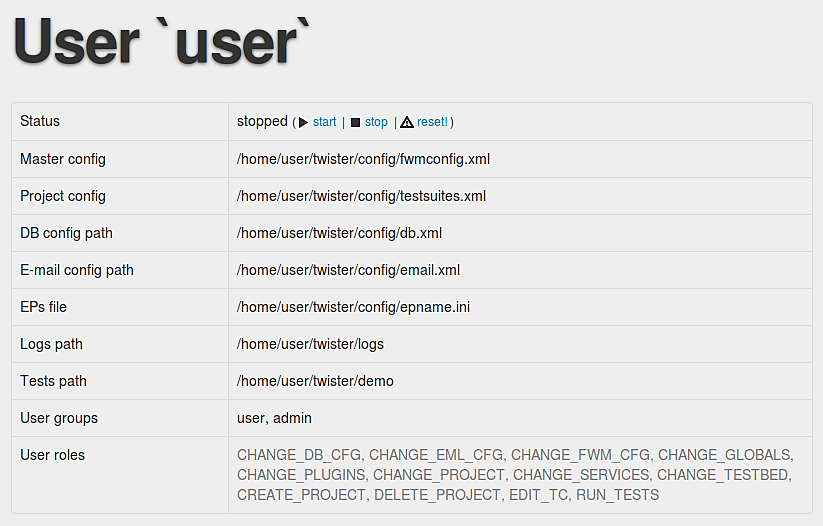 User `user`
Status stopped ( start | stop | reset! )
Master config /home/user/twister/config/fwmconfig.xml
Project config /home/user/twister/config/testsuites.xml
DB config path /home/user/twister/config/db.xml
E-mail config path /home/user/twister/config/email.xml
EPs file /home/user/twister/config/epname.ini
Logs path /home/user/twister/logs
Tests path /home/user/twister/demo
User groups user, admin
User roles CHANGE_DB_CFG, CHANGE_EML_CFG, CHANGE_FWM_CFG, CHANGE_GLOBALS,
CHANGE_PLUGINS, CHANGE_PROJECT, CHANGE_SERVICES, CHANGE_TESTBED,
CREATE_PROJECT, DELETE_PROJECT, EDIT_TC, RUN_TESTS